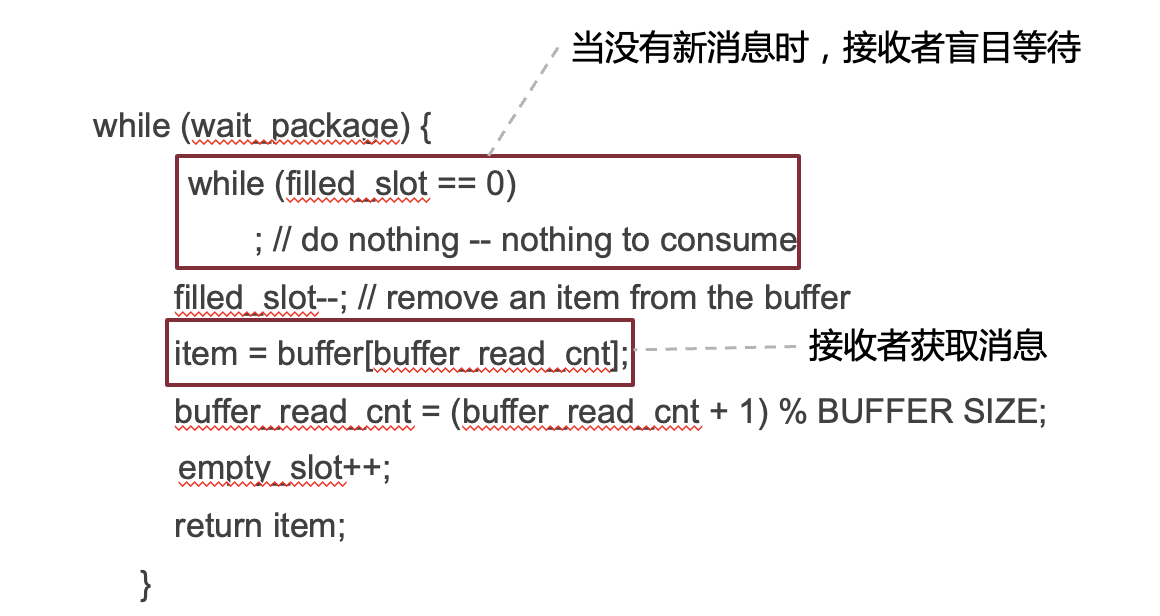 当没有新消息时，接收者盲目等待
while (wait_package) {
while (filled_slot == 0)
; // do nothing -- nothing to consume
filled_slot--; // remove an item from the buffer
item = buffer[buffer_read_cnt];
接收者获取消息
buffer_read_cnt = (buffer_read_cnt + 1) % BUFFER SIZE;
empty_slot++;
return item;
}